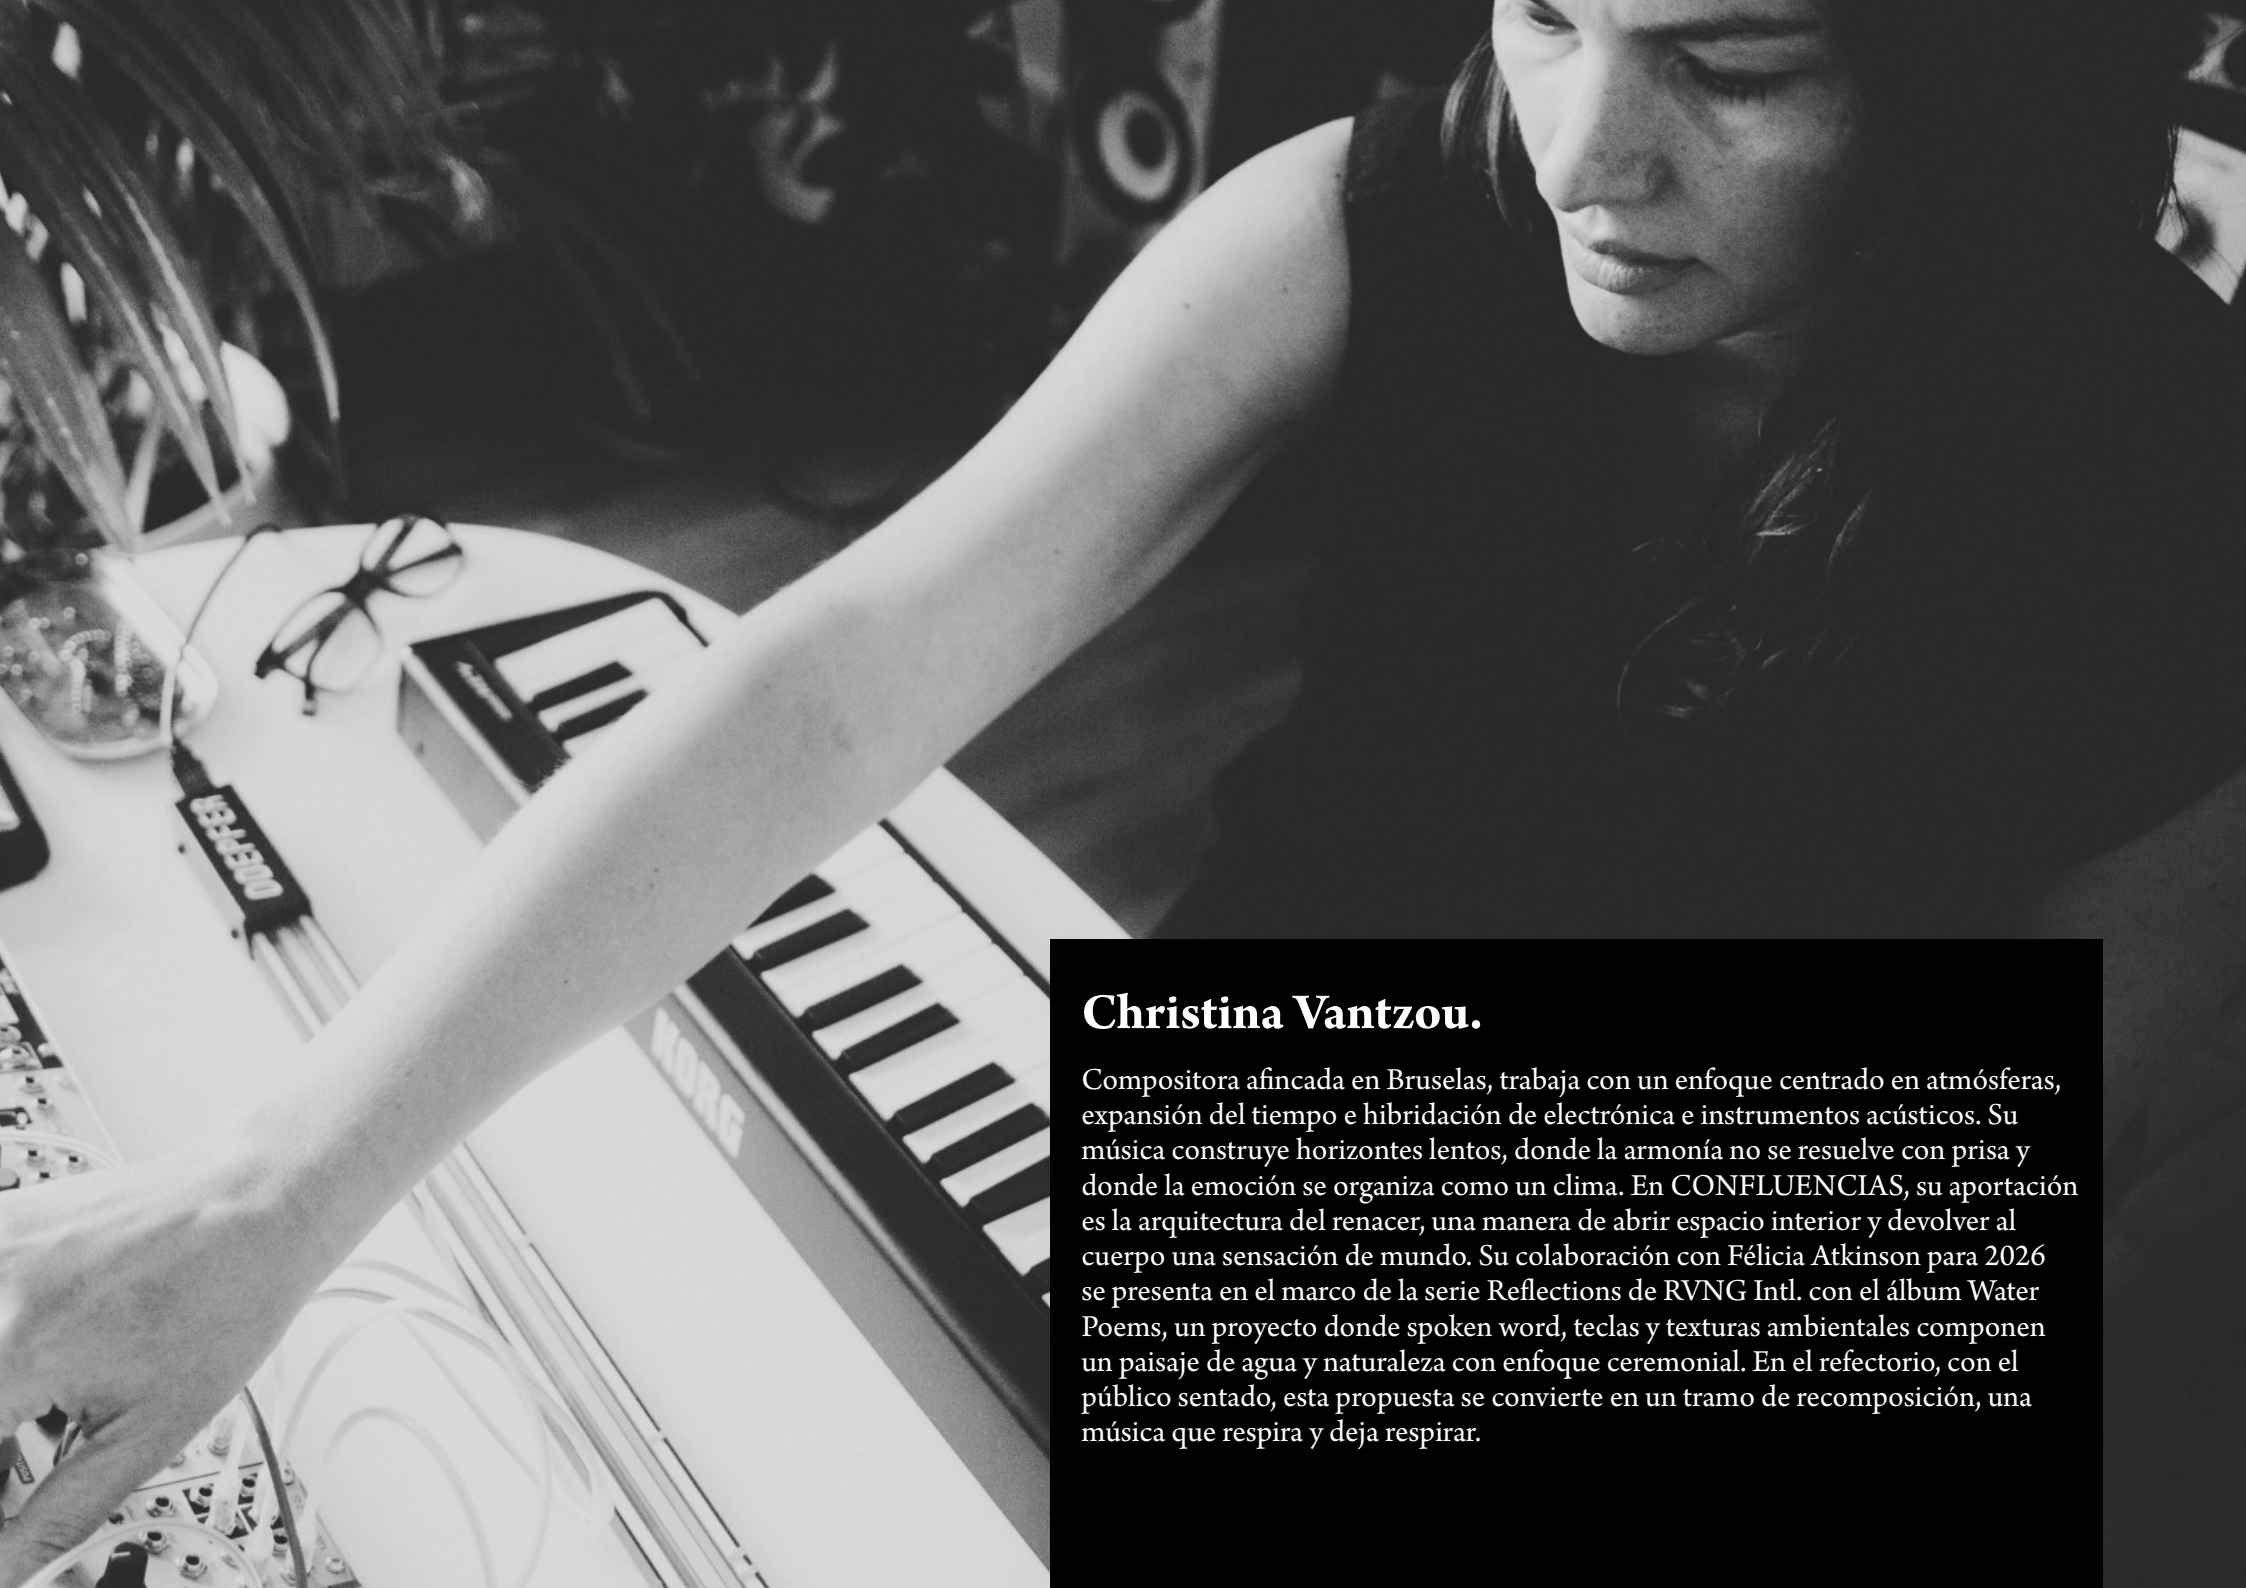 DOEPFER
KORG
Christina Vantzou.
Compositora afincada en Bruselas, trabaja con un enfoque centrado en atmósferas,
expansión del tiempo e hibridación de electrónica e instrumentos acústicos. Su
música construye horizontes lentos, donde la armonía no se resuelve con prisa y
donde la emoción se organiza como un clima. En CONFLUENCIAS, su aportación
es la arquitectura del renacer, una manera de abrir espacio interior y devolver al
cuerpo una sensación de mundo. Su colaboración con Félicia Atkinson para 2026
se presenta en el marco de la serie Reflections de RVNG Intl. con el álbum Water
Poems, un proyecto donde spoken word, teclas y texturas ambientales componen
un paisaje de agua y naturaleza con enfoque ceremonial. En el refectorio, con el
público sentado, esta propuesta se convierte en un tramo de recomposición, una
música que respira y deja respirar.